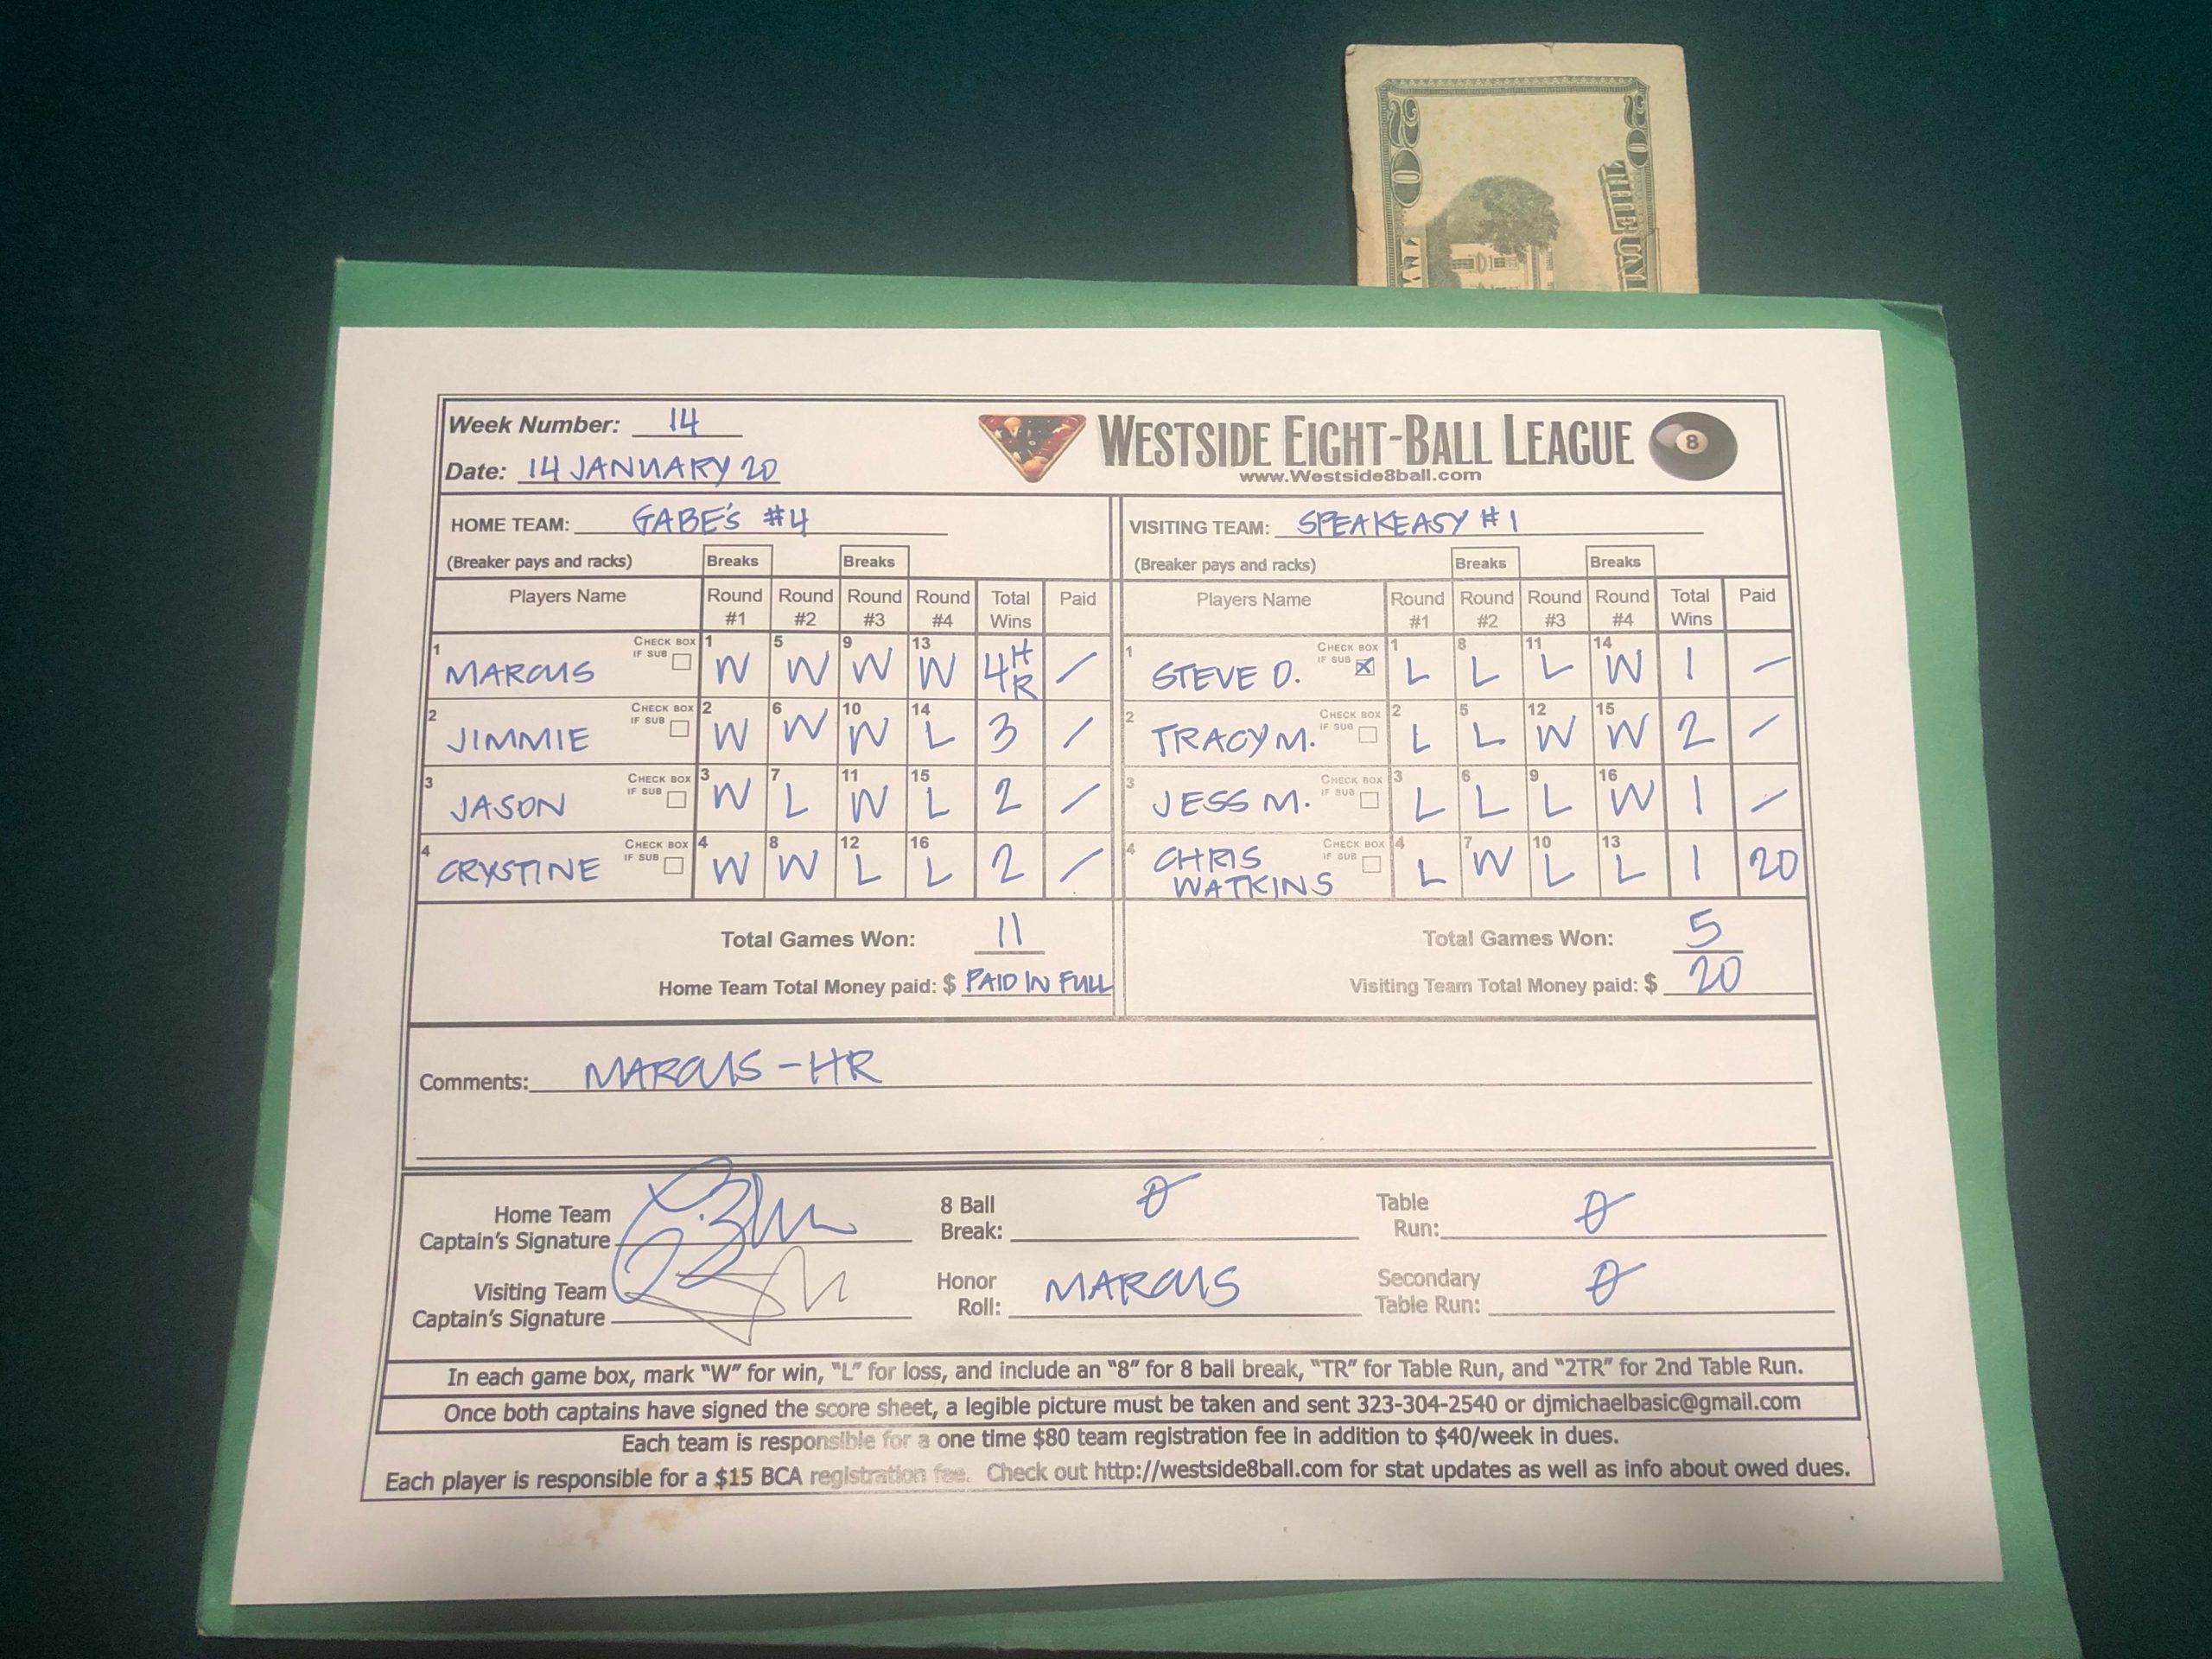 20 20 THE UNI
Week Number: 14
Date: 14 JANUARY 20
WESTSIDE EIGHT-BALL LEAGUE 8
www.Westside8ball.com
HOME TEAM: GABE'S #4
(Breaker pays and racks) Breaks Breaks
Players Name Round #1 Round #2 Round #3 Round #4 Total Wins Paid
1 MARCUS CHECK BOX IF SUB 1 W 5 W 9 W 13 W 4 HR /
2 JIMMIE CHECK BOX IF SUB 2 W 6 W 10 W 14 L 3 /
3 JASON CHECK BOX IF SUB 3 W 7 L 11 W 15 L 2 /
4 CRYSTINE CHECK BOX IF SUB 4 W 8 W 12 L 16 L 2 /
Total Games Won: 11
Home Team Total Money paid: $ PAID IN FULL
VISITING TEAM: SPEAKEASY #1
(Breaker pays and racks) Breaks Breaks
Players Name Round #1 Round #2 Round #3 Round #4 Total Wins Paid
1 STEVE D. CHECK BOX IF SUB X 1 L 8 L 11 L 14 W 1 /
2 TRACY M. CHECK BOX IF SUB 2 L 5 L 12 W 15 W 2 /
3 JESS M. CHECK BOX IF SUB 3 L 6 L 9 L 16 W 1 /
4 CHRIS WATKINS CHECK BOX IF SUB 4 L 7 W 10 L 13 L 1 20
Total Games Won: 5
Visiting Team Total Money paid: $ 20
Comments: MARCUS - HR
Home Team Captain's Signature
8 Ball Break: 0
Table Run: 0
Visiting Team Captain's Signature
Honor Roll: MARCUS
Secondary Table Run: 0
In each game box, mark "W" for win, "L" for loss, and include an "8" for 8 ball break, "TR" for Table Run, and "2TR" for 2nd Table Run.
Once both captains have signed the score sheet, a legible picture must be taken and sent 323-304-2540 or djmichaelbasic@gmail.com
Each team is responsible for a one time $80 team registration fee in addition to $40/week in dues.
Each player is responsible for a $15 BCA registration fee. Check out http://westside8ball.com for stat updates as well as info about owed dues.